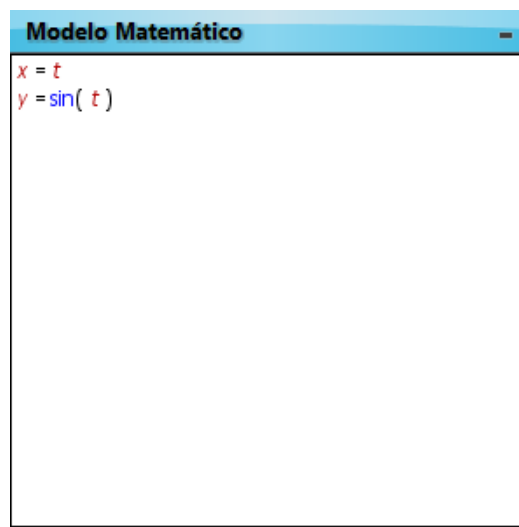 Modelo Matemático
x = t
y = sin( t )